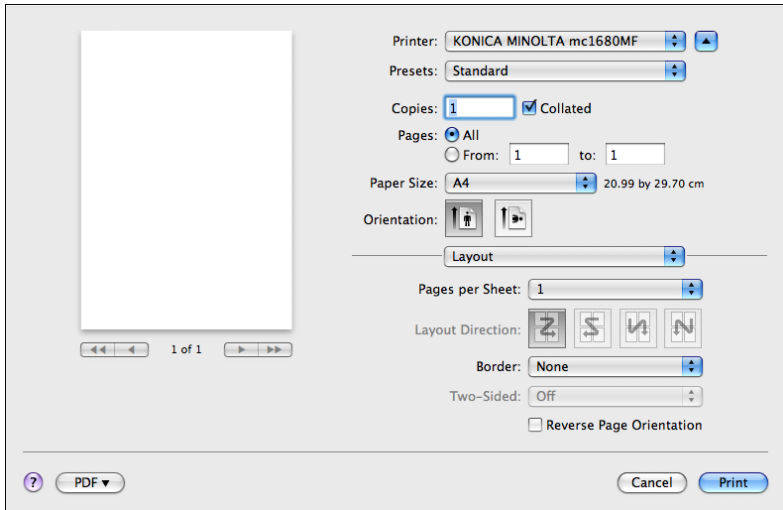 Printer: KONICA MINOLTA mc1680MF
Presets: Standard
Copies: 1 Collated
Pages: All
From: 1 to: 1
Paper Size: A4 20.99 by 29.70 cm
Orientation:
Layout
Pages per Sheet: 1
Layout Direction:
Border: None
Two-Sided: Off
Reverse Page Orientation
1 of 1
? PDF ▼ Cancel Print